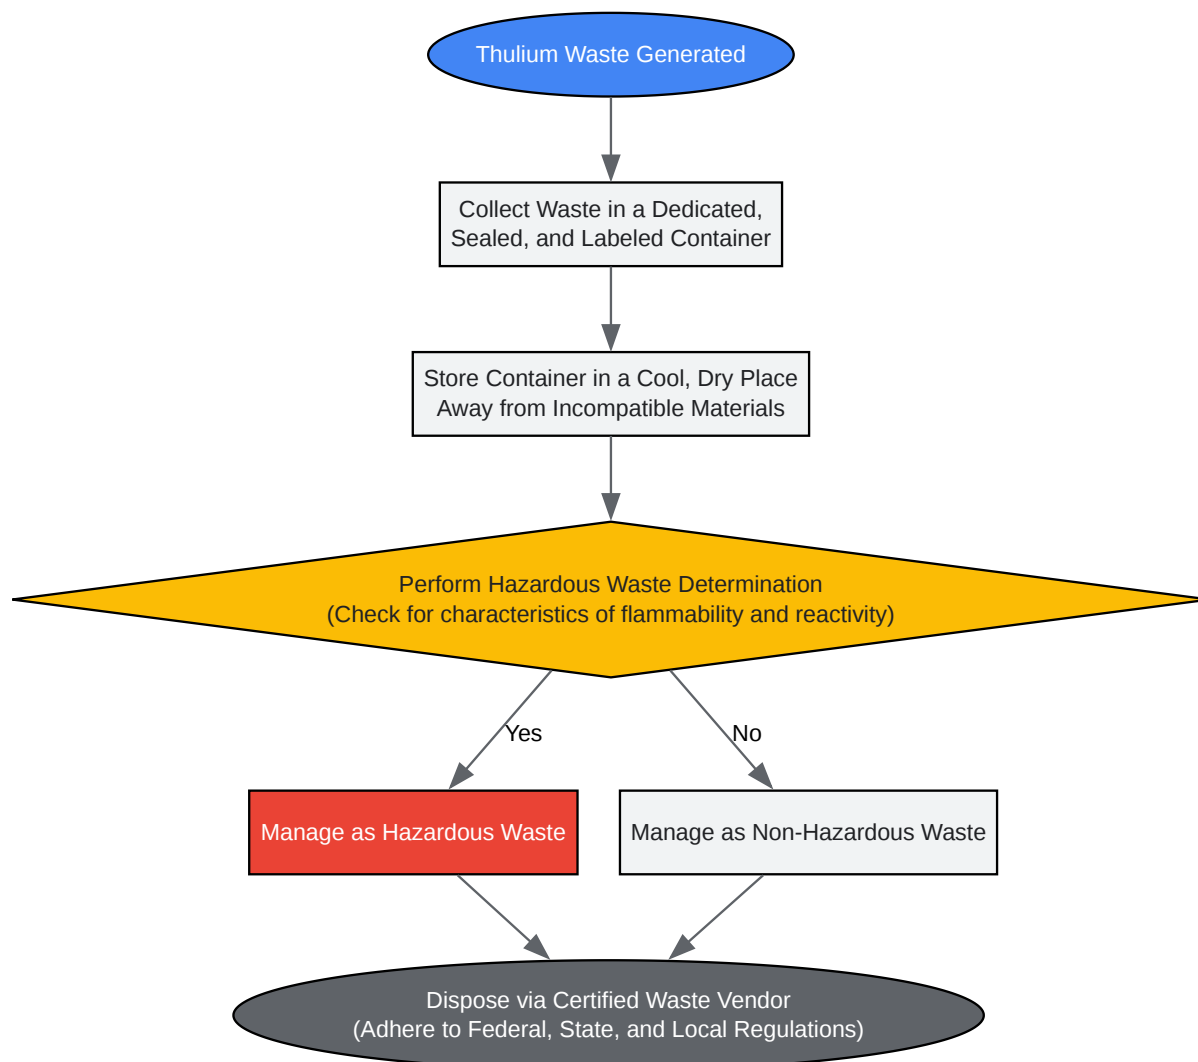 Thulium Waste Generated
Collect Waste in a Dedicated,
Sealed, and Labeled Container
Store Container in a Cool, Dry Place
Away from Incompatible Materials
Perform Hazardous Waste Determination
(Check for characteristics of flammability and reactivity)
Yes
No
Manage as Hazardous Waste
Manage as Non-Hazardous Waste
Dispose via Certified Waste Vendor
(Adhere to Federal, State, and Local Regulations)